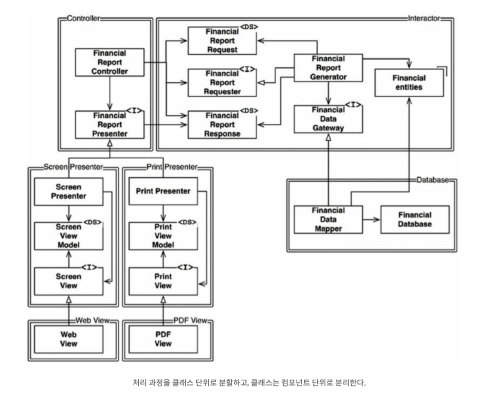 Controller
Interactor
Financial
Report
Controller
<I>
Financial
Report
Presenter
<DS>
Financial
Report
Request
<I>
Financial
Report
Requester
<DS>
Financial
Report
Response
Financial
Report
Generator
<I>
Financial
Data
Gateway
Financial
entities
Screen Presenter
Print Presenter
Screen
Presenter
<DS>
Screen
View
Model
<I>
Screen
View
Print Presenter
<DS>
Print
View
Model
<I>
Print
View
Database
Financial
Data
Mapper
Financial
Database
Web View
Web
View
PDF View
PDF
View
처리 과정을 클래스 단위로 분할하고, 클래스는 컴포넌트 단위로 분리한다.